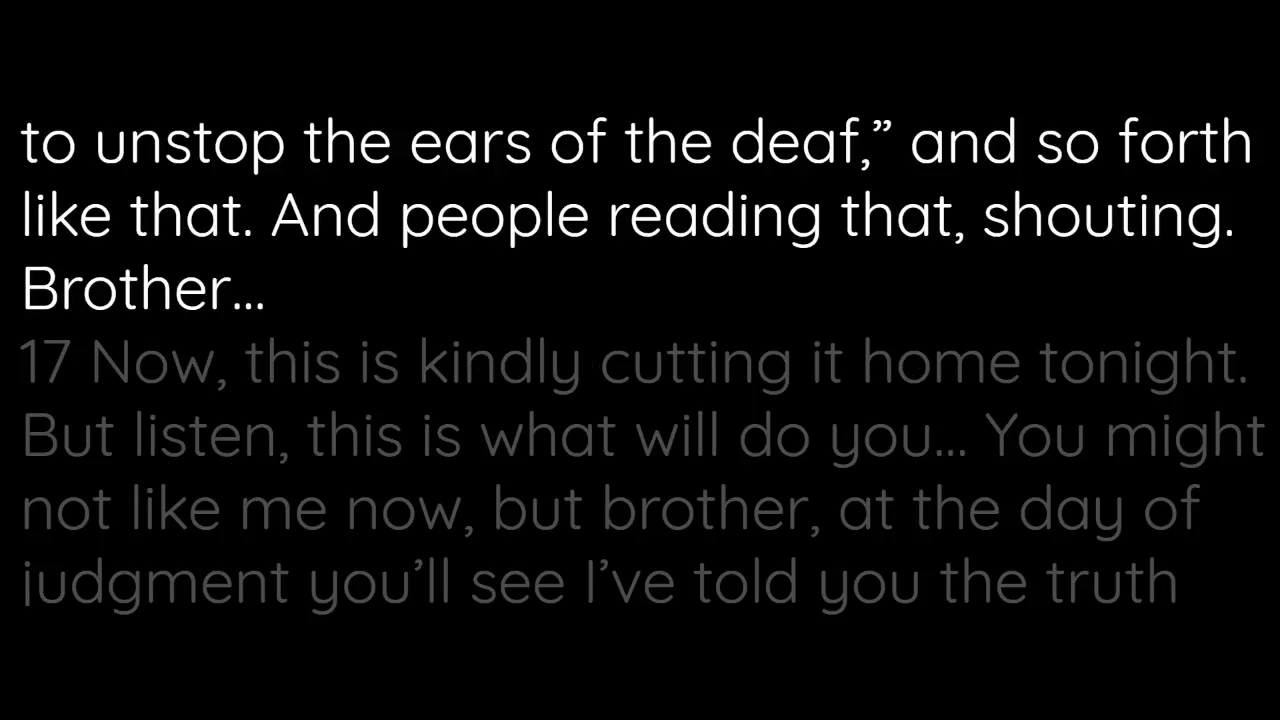 to unstop the ears of the deaf,” and so forth
like that. And people reading that, shouting.
Brother...
17 Now, this is kindly cutting it home tonight.
But listen, this is what will do you... You might
not like me now, but brother, at the day of
judgment you’ll see I’ve told you the truth